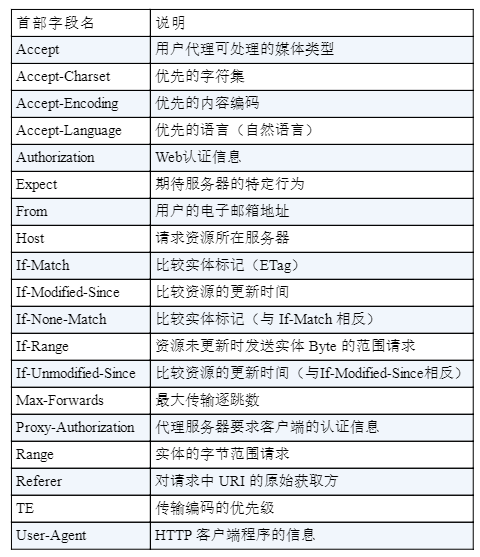 首部字段名 说明
Accept 用户代理可处理的媒体类型
Accept-Charset 优先的字符集
Accept-Encoding 优先的内容编码
Accept-Language 优先的语言（自然语言）
Authorization Web认证信息
Expect 期待服务器的特定行为
From 用户的电子邮箱地址
Host 请求资源所在服务器
If-Match 比较实体标记（ETag）
If-Modified-Since 比较资源的更新时间
If-None-Match 比较实体标记（与 If-Match 相反）
If-Range 资源未更新时发送实体 Byte 的范围请求
If-Unmodified-Since 比较资源的更新时间（与If-Modified-Since相反）
Max-Forwards 最大传输逐跳数
Proxy-Authorization 代理服务器要求客户端的认证信息
Range 实体的字节范围请求
Referer 对请求中 URI 的原始获取方
TE 传输编码的优先级
User-Agent HTTP 客户端程序的信息